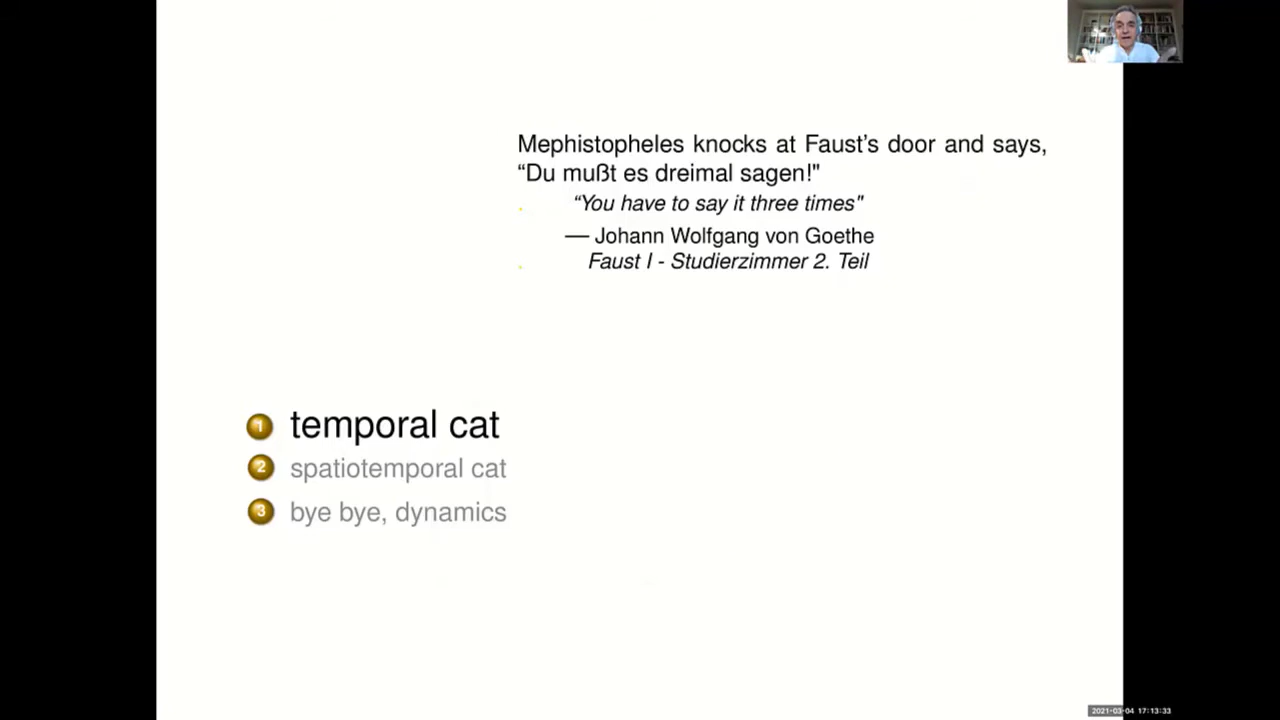 Mephistopheles knocks at Faust's door and says,
“Du mußt es dreimal sagen!"
“You have to say it three times"
— Johann Wolfgang von Goethe
Faust I - Studierzimmer 2. Teil
1 temporal cat
2 spatiotemporal cat
3 bye bye, dynamics
2021-03-04 17:13:33